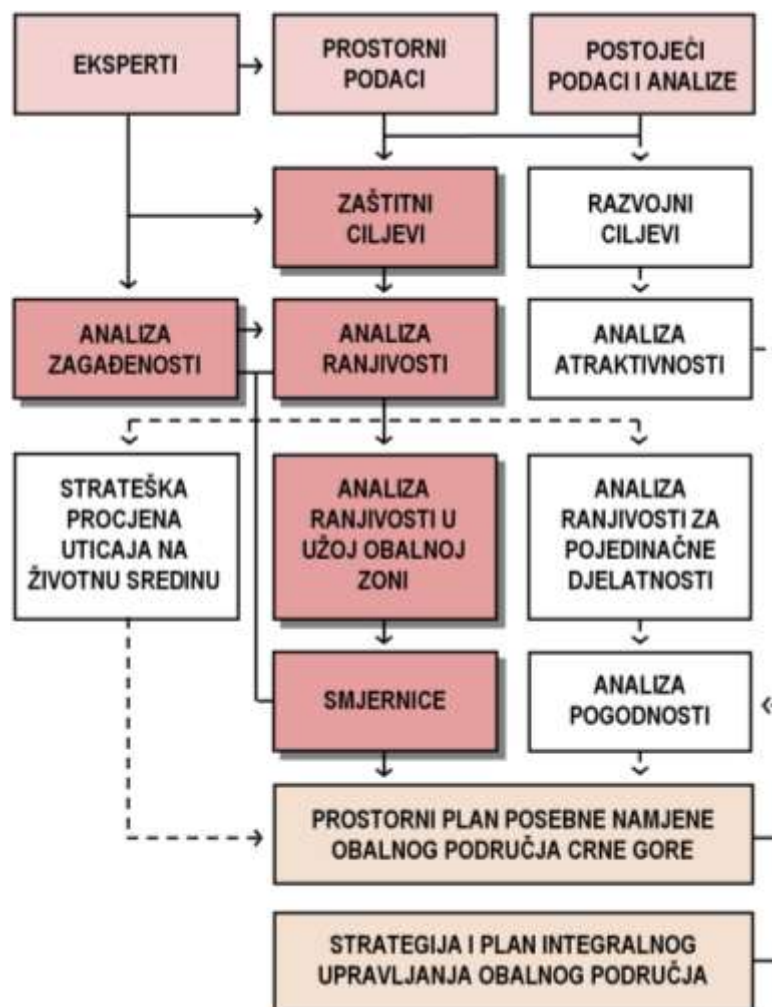 EKSPERTI
PROSTORNI
PODACI
POSTOJEĆI
PODACI I ANALIZE
ZAŠTITNI
CILJEVI
RAZVOJNI
CILJEVI
ANALIZA
ZAGAĐENOSTI
ANALIZA
RANJIVOSTI
ANALIZA
ATRAKTIVNOSTI
STRATEŠKA
PROCJENA
UTICAJA NA
ŽIVOTNU SREDINU
ANALIZA
RANJIVOSTI U
UŽOJ OBALNOJ
ZONI
ANALIZA
RANJIVOSTI ZA
POJEDINAČNE
DJELATNOSTI
SMJERNICE
ANALIZA
POGODNOSTI
PROSTORNI PLAN POSEBNE NAMJENE
OBALNOG PODRUČJA CRNE GORE
STRATEGIJA I PLAN INTEGRALNOG
UPRAVLJANJA OBALNOG PODRUČJA